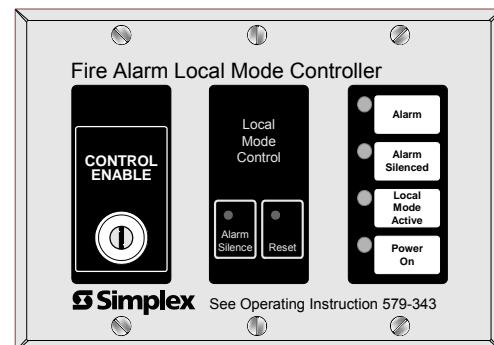 Fire Alarm Local Mode Controller
CONTROL
ENABLE
Local
Mode
Control
Alarm
Silence
Reset
Alarm
Alarm
Silenced
Local
Mode
Active
Power
On
Simplex
See Operating Instruction 579-343